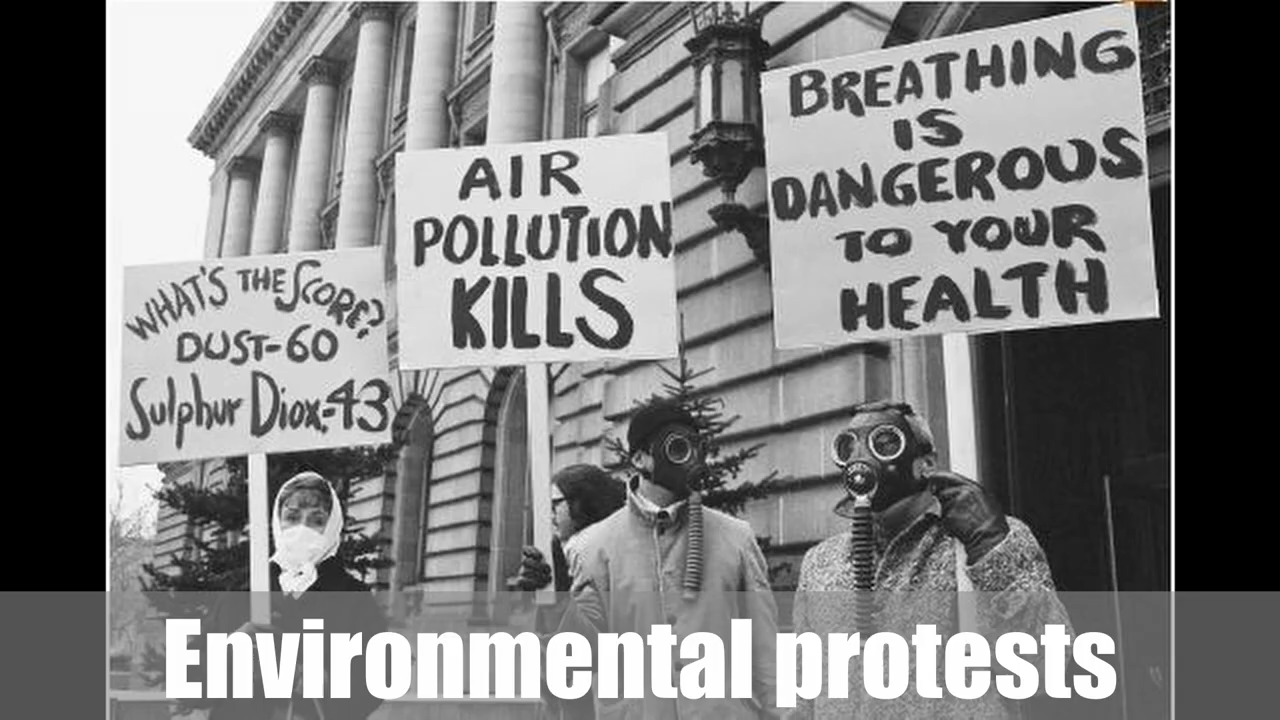 WHAT'S THE SCORE?
DUST-60
Sulphur Diox.-43
AIR
POLLUTION
KILLS
BREATHING
IS
DANGEROUS
TO YOUR
HEALTH
Environmental protests